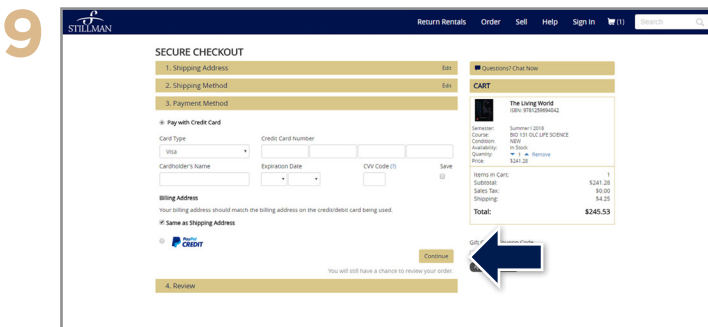 9
STILLMAN
Return Rentals Order Sell Help Sign In (1) Search
SECURE CHECKOUT
1. Shipping Address Edit
2. Shipping Method Edit
3. Payment Method
Pay with Credit Card
Card Type Credit Card Number
Visa
Cardholder's Name Expiration Date CVV Code (?) Save
Billing Address
Your billing address should match the billing address on the credit/debit card being used.
Same as Shipping Address
PayPal
CREDIT
Continue
You will still have a chance to review your order.
4. Review
Questions? Chat Now
CART
The Living World
ISBN: 9781259694042
Semester: Summer I 2018
Course: BIO 131 OLC LIFE SCIENCE
Condition: NEW
Availability: In Stock
Quantity: 1 Remove
Price: $241.28
Items in Cart: 1
Subtotal: $241.28
Sales Tax: $0.00
Shipping: $4.25
Total: $245.53
Code